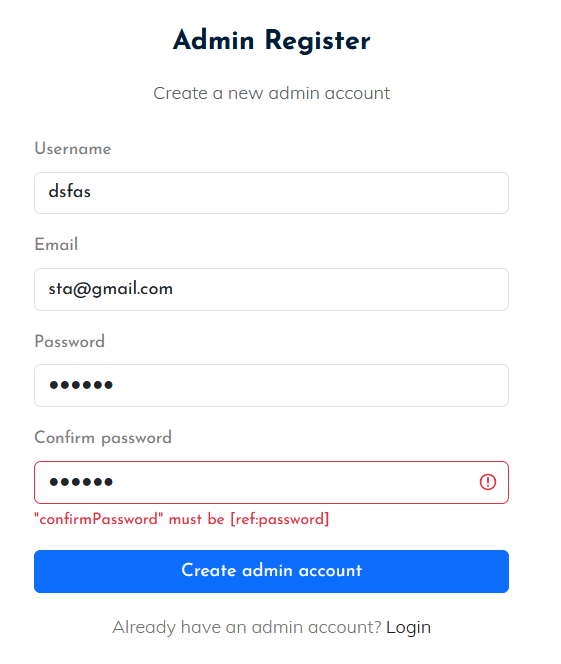 Admin Register
Create a new admin account
Username
dsfas
Email
sta@gmail.com
Password
●●●●●●
Confirm password
●●●●●●
"confirmPassword" must be [ref:password]
Create admin account
Already have an admin account? Login